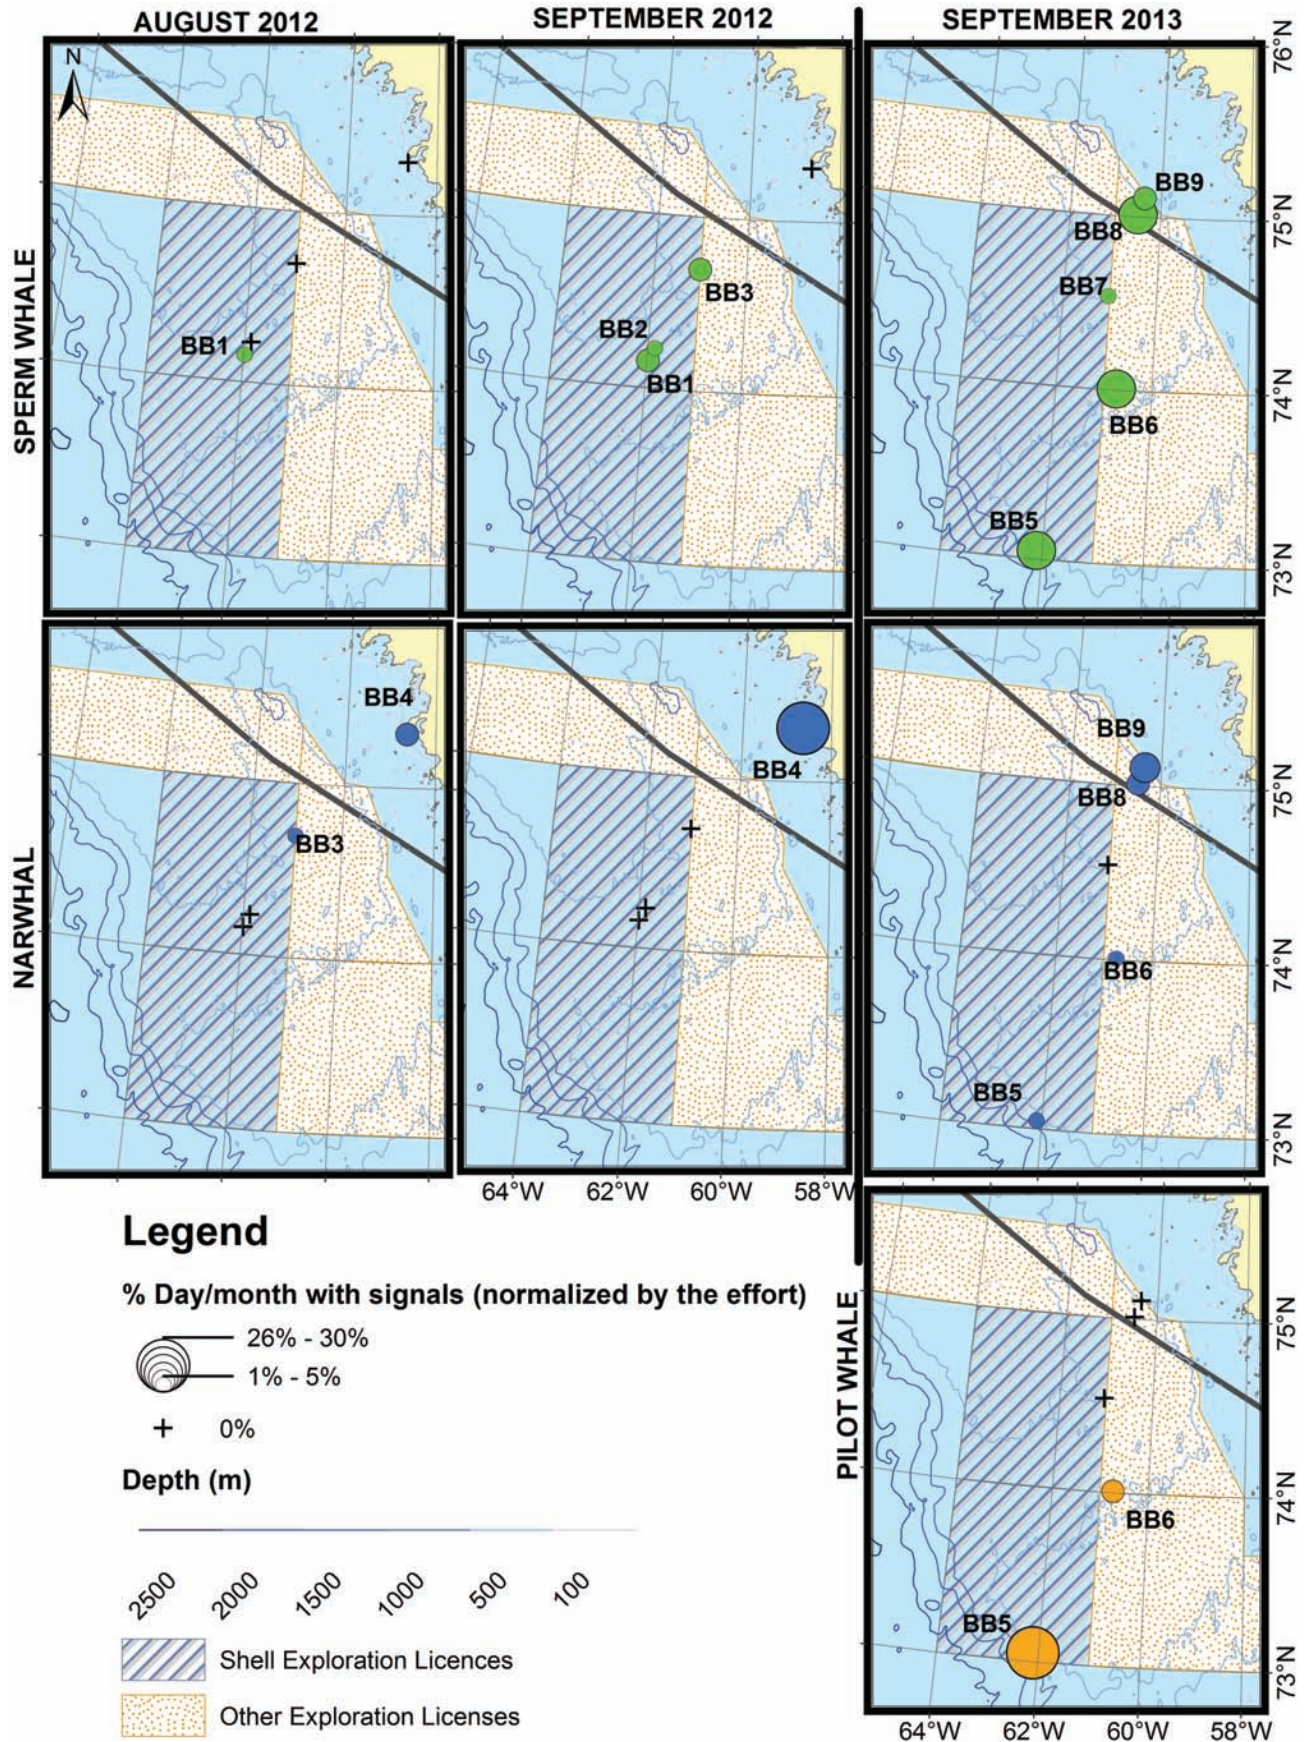 AUGUST 2012
SEPTEMBER 2012
SEPTEMBER 2013
SPERM WHALE
N
BB1
BB3
BB2
BB1
BB9
BB8
BB7
BB6
BB5
76°N
75°N
74°N
73°N
NARWHAL
BB4
BB3
BB4
BB9
BB8
BB6
BB5
75°N
74°N
73°N
64°W 62°W 60°W 58°W
PILOT WHALE
BB6
BB5
75°N
74°N
73°N
64°W 62°W 60°W 58°W
Legend
% Day/month with signals (normalized by the effort)
26% - 30%
1% - 5%
+ 0%
Depth (m)
2500 2000 1500 1000 500 100
Shell Exploration Licences
Other Exploration Licenses